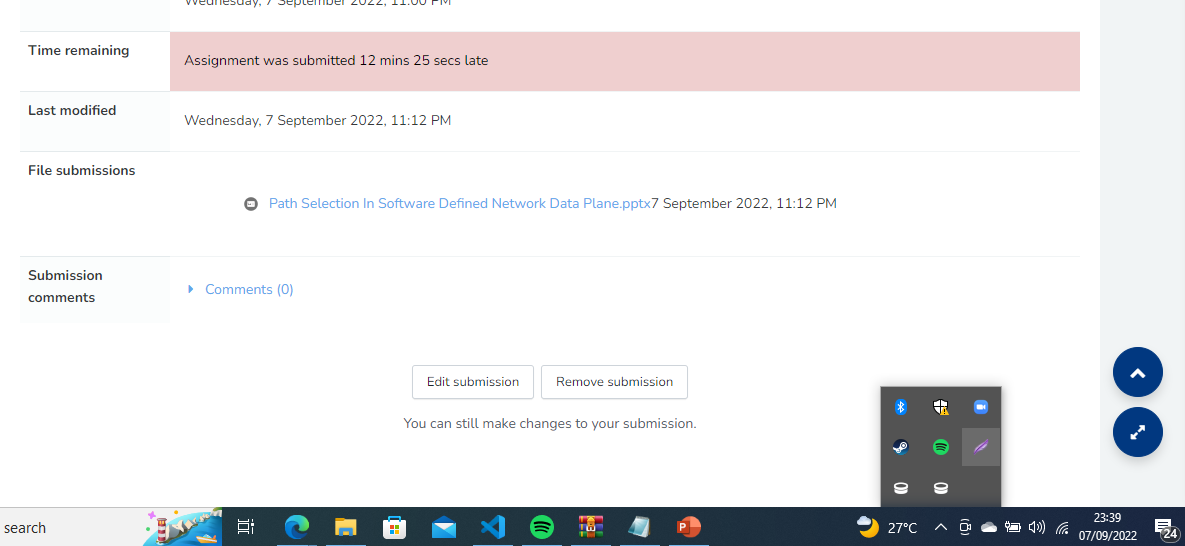 Wednesday, 7 September 2022, 11:00 PM
Time remaining
Assignment was submitted 12 mins 25 secs late
Last modified
Wednesday, 7 September 2022, 11:12 PM
File submissions
Path Selection In Software Defined Network Data Plane.pptx7 September 2022, 11:12 PM
Submission
comments
Comments (0)
Edit submission
Remove submission
You can still make changes to your submission.
search
27°C
23:39
07/09/2022
24